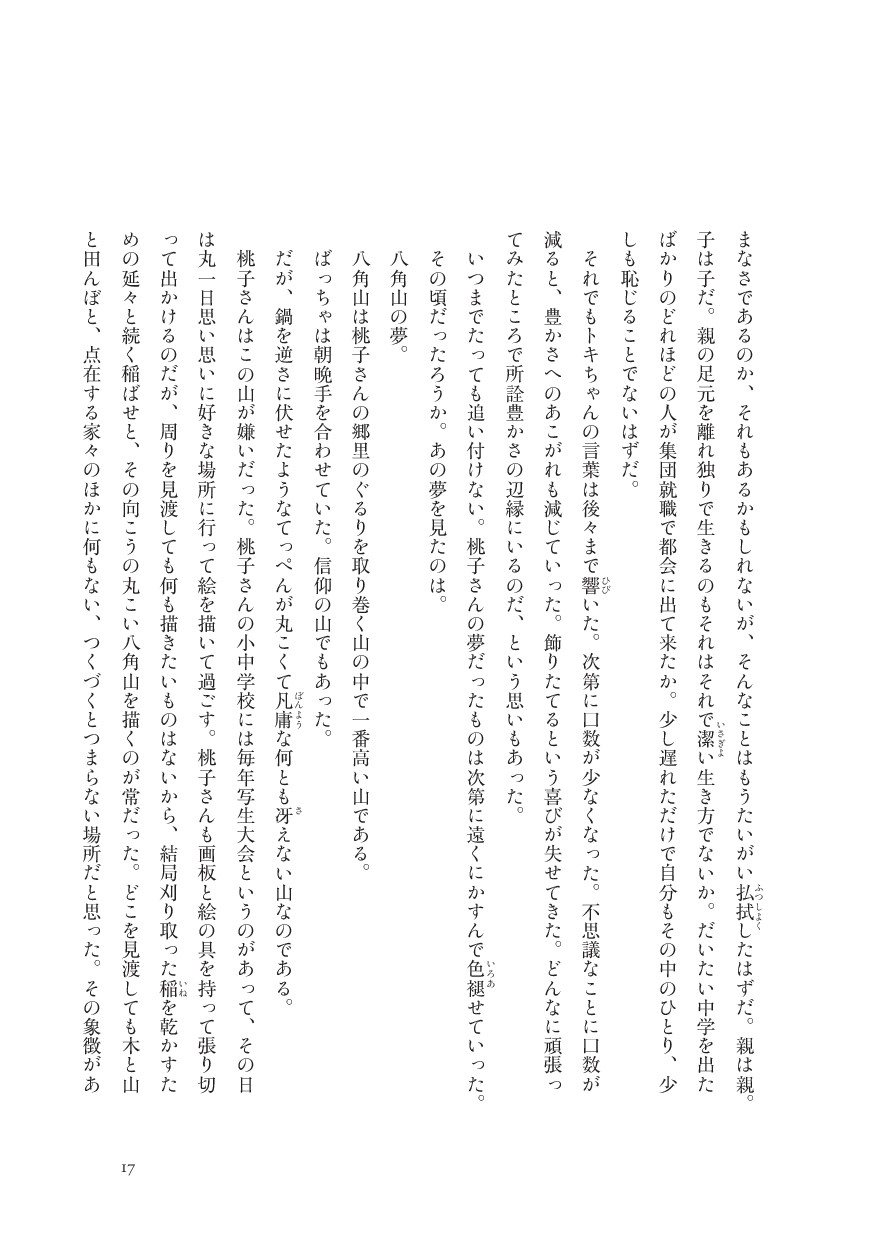 まなさであるのか、それもあるかもしれないが、そんなことはもうたいがい払拭したはずだ。親は親。
ふっしょく
子は子だ。親の足元を離れ独りで生きるのもそれはそれで潔い生き方でないか。だいたい中学を出た
いさぎよ
ばかりのどれほどの人が集団就職で都会に出て来たか。少し遅れただけで自分もその中のひとり、少
しも恥じることでないはずだ。
それでもトキちゃんの言葉は後々まで響いた。次第に口数が少なくなった。不思議なことに口数が
ひび
減ると、豊かさへのあこがれも減じていった。飾りたてるという喜びが失せてきた。どんなに頑張っ
てみたところで所詮豊かさの辺縁にいるのだ、という思いもあった。
いつまでたっても追い付けない。桃子さんの夢だったものは次第に遠くにかすんで色褪せていった。
いろあ
その頃だったろうか。あの夢を見たのは。
八角山の夢。
八角山は桃子さんの郷里のぐるりを取り巻く山の中で一番高い山である。
ばっちゃは朝晩手を合わせていた。信仰の山でもあった。
だが、鍋を逆さに伏せたようなてっぺんが丸こくて凡庸な何とも冴えない山なのである。
ぼんよう
さ
桃子さんはこの山が嫌いだった。桃子さんの小中学校には毎年写生大会というのがあって、その日
は丸一日思い思いに好きな場所に行って絵を描いて過ごす。桃子さんも画板と絵の具を持って張り切
って出かけるのだが、周りを見渡しても何も描きたいものはないから、結局刈り取った稲を乾かすた
いね
めの延々と続く稲ばせと、その向こうの丸こい八角山を描くのが常だった。どこを見渡しても木と山
と田んぼと、点在する家々のほかに何もない、つくづくとつまらない場所だと思った。その象徴があ
17